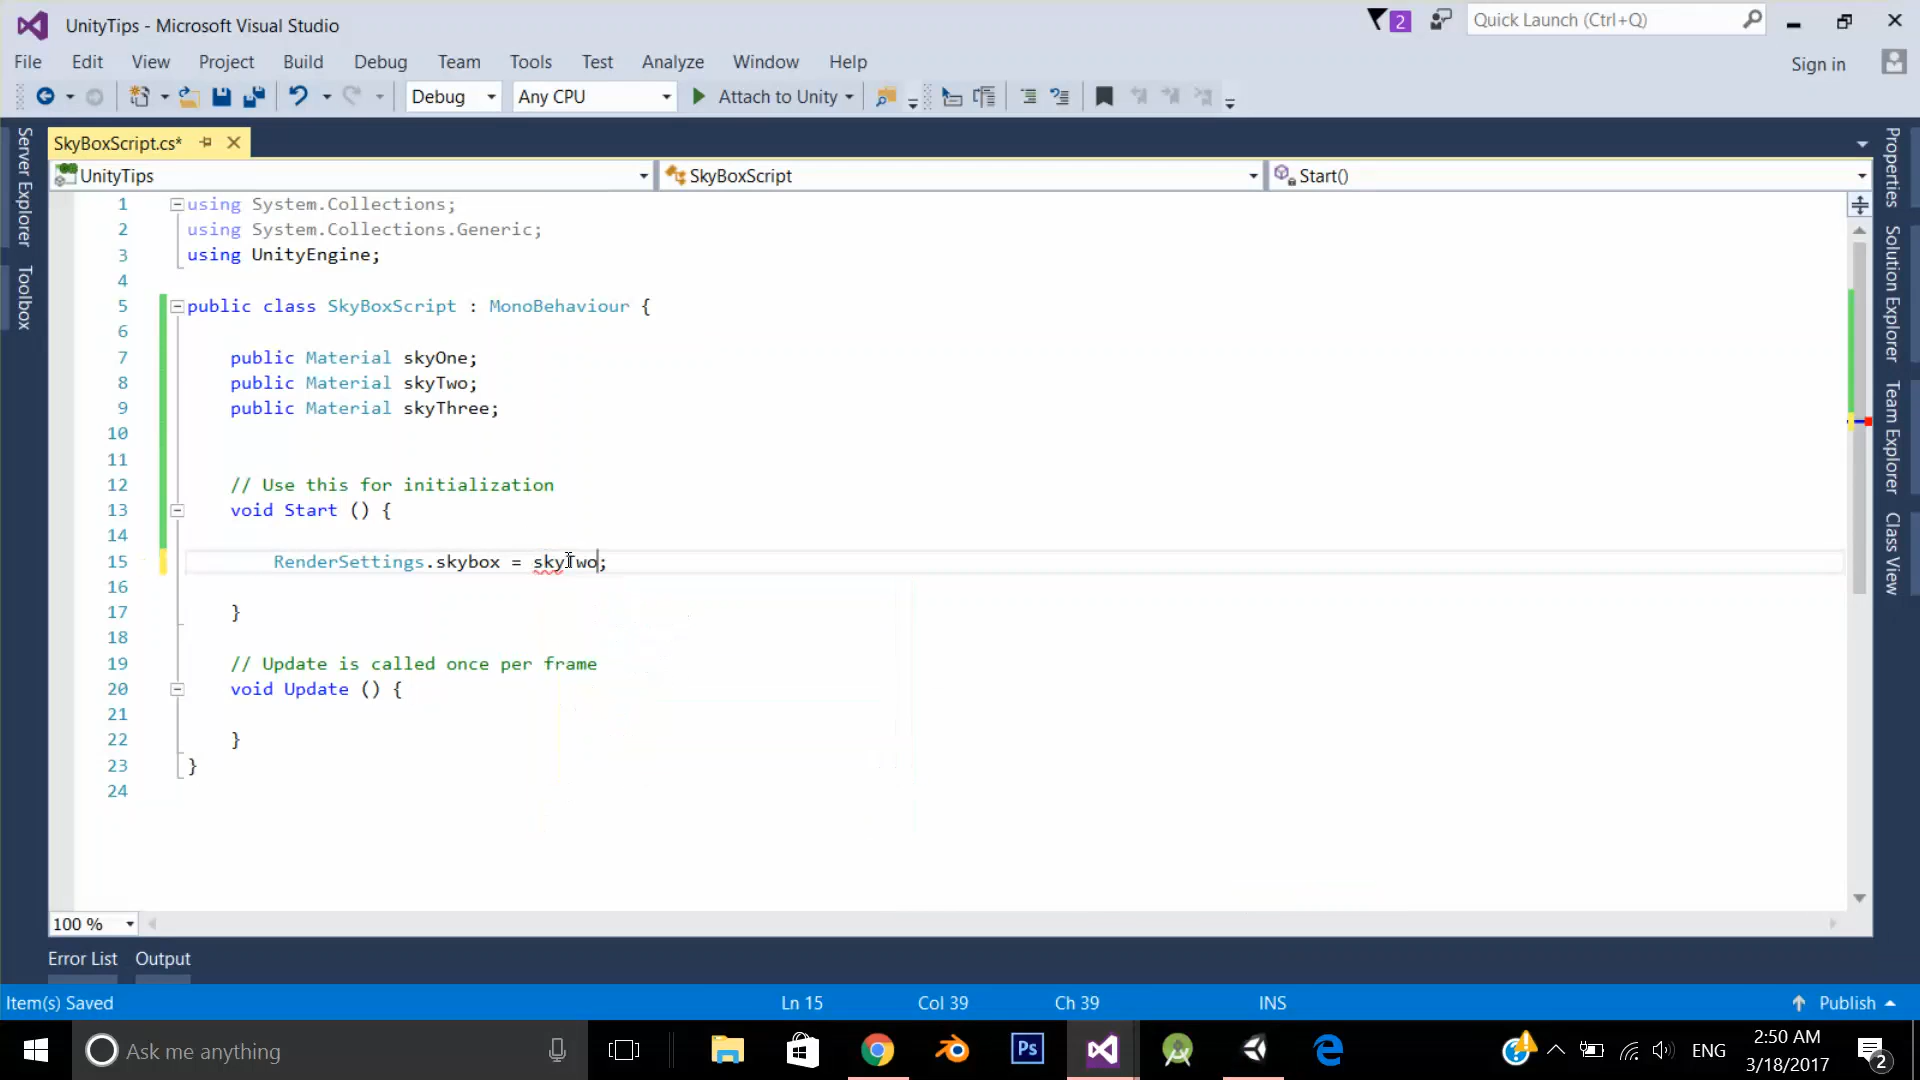 UnityTips - Microsoft Visual Studio
2
Quick Launch (Ctrl+Q)
File Edit View Project Build Debug Team Tools Test Analyze Window Help
Sign in
Debug Any CPU Attach to Unity
SkyBoxScript.cs*
UnityTips SkyBoxScript Start()
Server Explorer
Toolbox
1 using System.Collections;
2 using System.Collections.Generic;
3 using UnityEngine;
4
5 public class SkyBoxScript : MonoBehaviour {
6
7 public Material skyOne;
8 public Material skyTwo;
9 public Material skyThree;
10
11
12 // Use this for initialization
13 void Start () {
14
15 RenderSettings.skybox = skyTwo;
16
17 }
18
19 // Update is called once per frame
20 void Update () {
21
22 }
23 }
24
Properties
Solution Explorer
Team Explorer
Class View
100 %
Error List Output
Item(s) Saved Ln 15 Col 39 Ch 39 INS Publish
Ask me anything
Ps
ENG
2:50 AM
3/18/2017
2